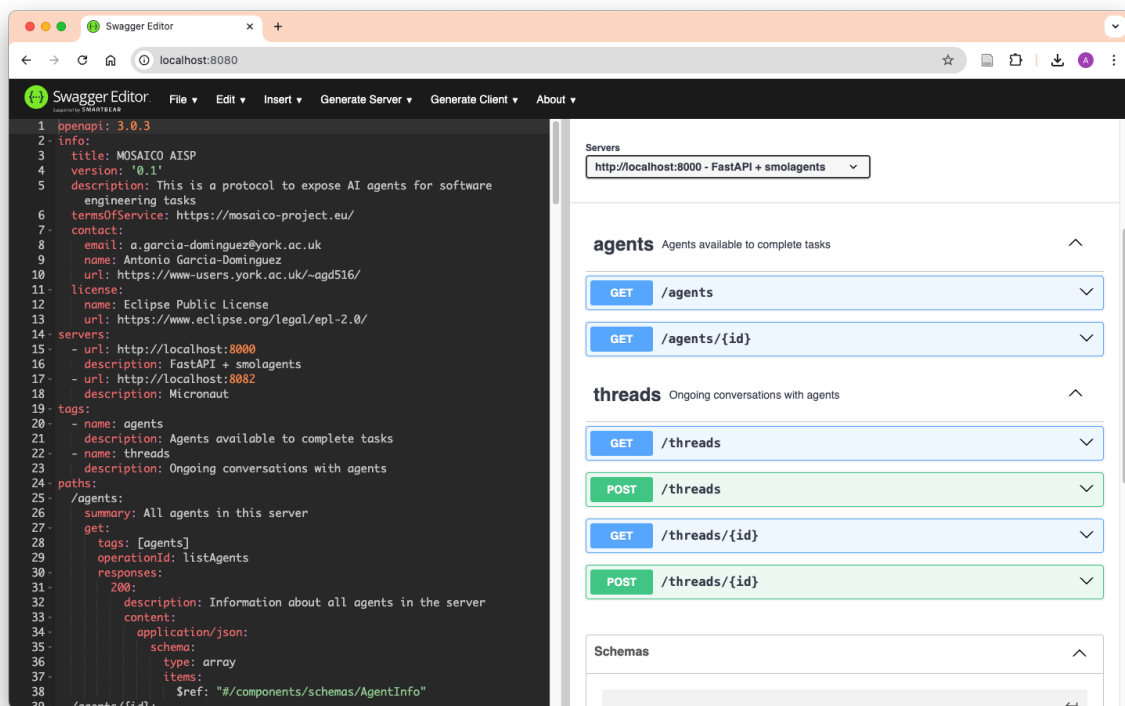 Swagger Editor
localhost:8080
A
Swagger Editor.
Supported by SMARTBEAR
File
Edit
Insert
Generate Server
Generate Client
About
1 openapi: 3.0.3
2 info:
3 title: MOSAICO AISP
4 version: '0.1'
5 description: This is a protocol to expose AI agents for software
engineering tasks
6 termsOfService: https://mosaico-project.eu/
7 contact:
8 email: a.garcia-dominguez@york.ac.uk
9 name: Antonio Garcia-Dominguez
10 url: https://www-users.york.ac.uk/~agd516/
11 license:
12 name: Eclipse Public License
13 url: https://www.eclipse.org/legal/epl-2.0/
14 servers:
15 - url: http://localhost:8000
16 description: FastAPI + smolagents
17 - url: http://localhost:8082
18 description: Micronaut
19 tags:
20 - name: agents
21 description: Agents available to complete tasks
22 - name: threads
23 description: Ongoing conversations with agents
24 paths:
25 /agents:
26 summary: All agents in this server
27 get:
28 tags: [agents]
29 operationId: listAgents
30 responses:
31 200:
32 description: Information about all agents in the server
33 content:
34 application/json:
35 schema:
36 type: array
37 items:
38 $ref: "#/components/schemas/AgentInfo"
39 /agents/{id}:
Servers
http://localhost:8000 - FastAPI + smolagents
agents Agents available to complete tasks
GET /agents
GET /agents/{id}
threads Ongoing conversations with agents
GET /threads
POST /threads
GET /threads/{id}
POST /threads/{id}
Schemas